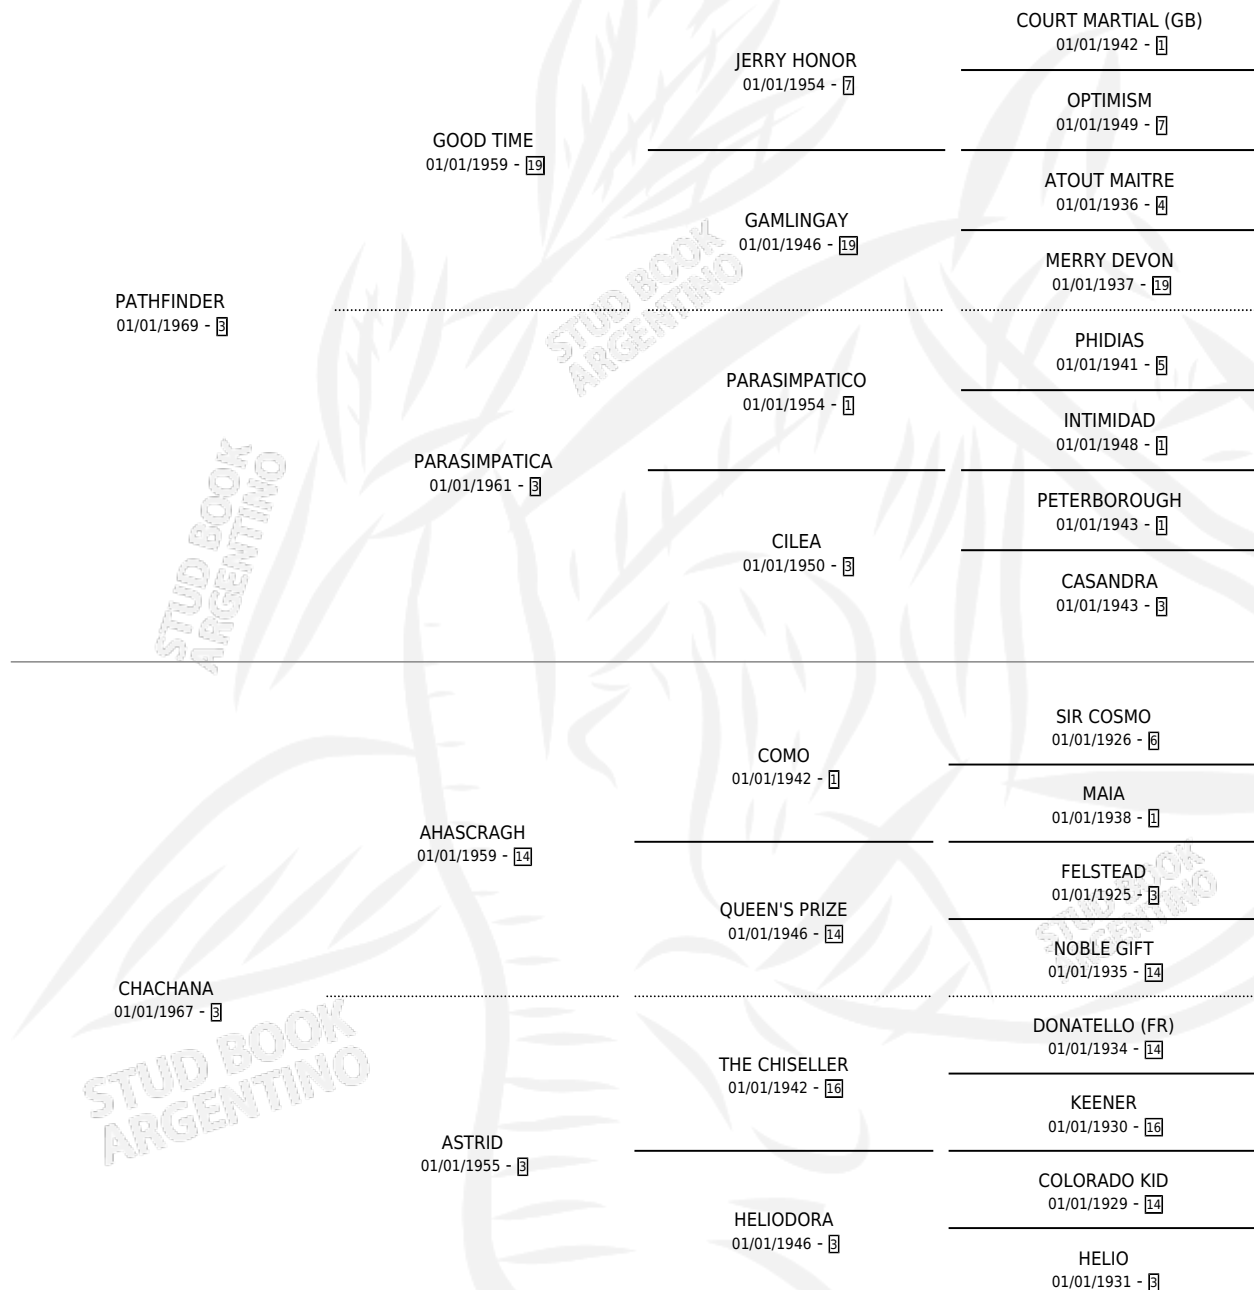 COURT MARTIAL (GB)
01/01/1942 - 1
JERRY HONOR
01/01/1954 - 7
OPTIMISM
01/01/1949 - 7
GOOD TIME
01/01/1959 - 19
ATOUT MAITRE
01/01/1936 - 4
GAMLINGAY
01/01/1946 - 19
MERRY DEVON
01/01/1937 - 19
PATHFINDER
01/01/1969 - 3
PHIDIAS
01/01/1941 - 5
PARASIMPATICO
01/01/1954 - 1
INTIMIDAD
01/01/1948 - 1
PARASIMPATICA
01/01/1961 - 3
PETERBOROUGH
01/01/1943 - 1
CILEA
01/01/1950 - 3
CASANDRA
01/01/1943 - 3
STUD BOOK
ARGENTINO
STUD BOOK
ARGENTINO
SIR COSMO
01/01/1926 - 6
COMO
01/01/1942 - 1
MAIA
01/01/1938 - 1
AHASCRAGH
01/01/1959 - 14
FELSTEAD
01/01/1925 - 3
QUEEN'S PRIZE
01/01/1946 - 14
NOBLE GIFT
01/01/1935 - 14
STUD BOOK
ARGENTINO
CHACHANA
01/01/1967 - 3
DONATELLO (FR)
01/01/1934 - 14
THE CHISELLER
01/01/1942 - 16
KEENER
01/01/1930 - 16
STUD BOOK
ARGENTINO
ASTRID
01/01/1955 - 3
COLORADO KID
01/01/1929 - 14
HELIODORA
01/01/1946 - 3
HELIO
01/01/1931 - 3